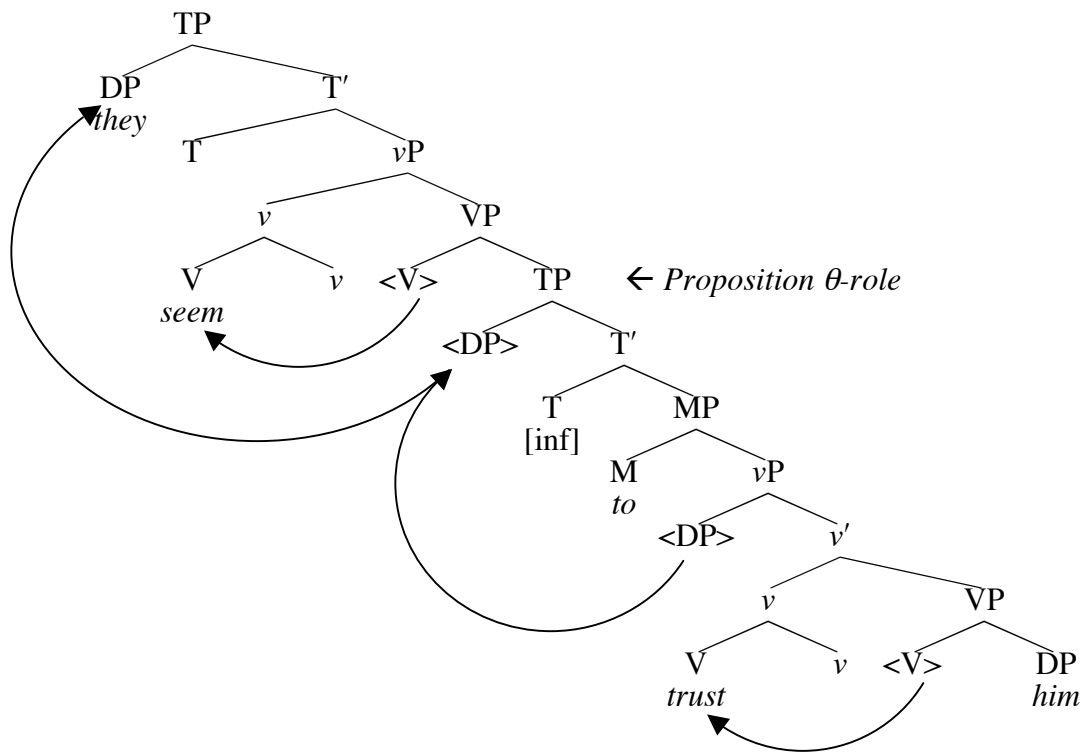 TP
DP T′
they
T vP
v VP
V v <V> TP ← Proposition θ-role
seem
<DP> T′
T MP
[inf]
M vP
to
<DP> v′
v VP
V v <V> DP
trust him